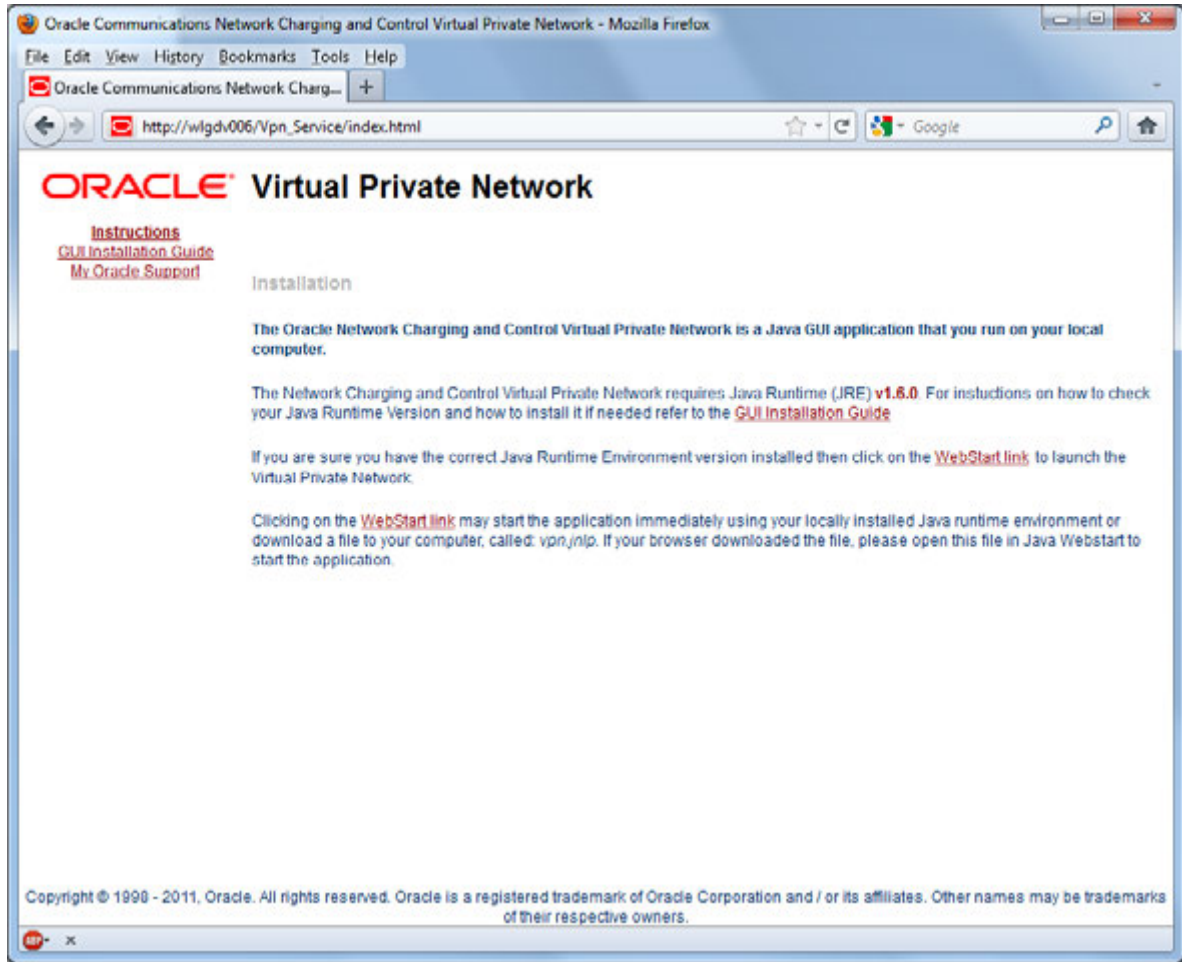 Oracle Communications Network Charging and Control Virtual Private Network - Mozilla Firefox
File Edit View History Bookmarks Tools Help
Oracle Communications Network Charg...
http://wlgdv006/Vpn_Service/index.html
Google
ORACLE Virtual Private Network
Instructions
GUI Installation Guide
My Oracle Support
Installation
The Oracle Network Charging and Control Virtual Private Network is a Java GUI application that you run on your local
computer.
The Network Charging and Control Virtual Private Network requires Java Runtime (JRE) v1.6.0. For instuctions on how to check
your Java Runtime Version and how to install it if needed refer to the GUI Installation Guide
If you are sure you have the correct Java Runtime Environment version installed then click on the WebStart link to launch the
Virtual Private Network.
Clicking on the WebStart link may start the application immediately using your locally installed Java runtime environment or
download a file to your computer, called: vpn.jnlp. If your browser downloaded the file, please open this file in Java Webstart to
start the application.
Copyright © 1998 - 2011, Oracle. All rights reserved. Oracle is a registered trademark of Oracle Corporation and / or its affiliates. Other names may be trademarks
of their respective owners.
ABP